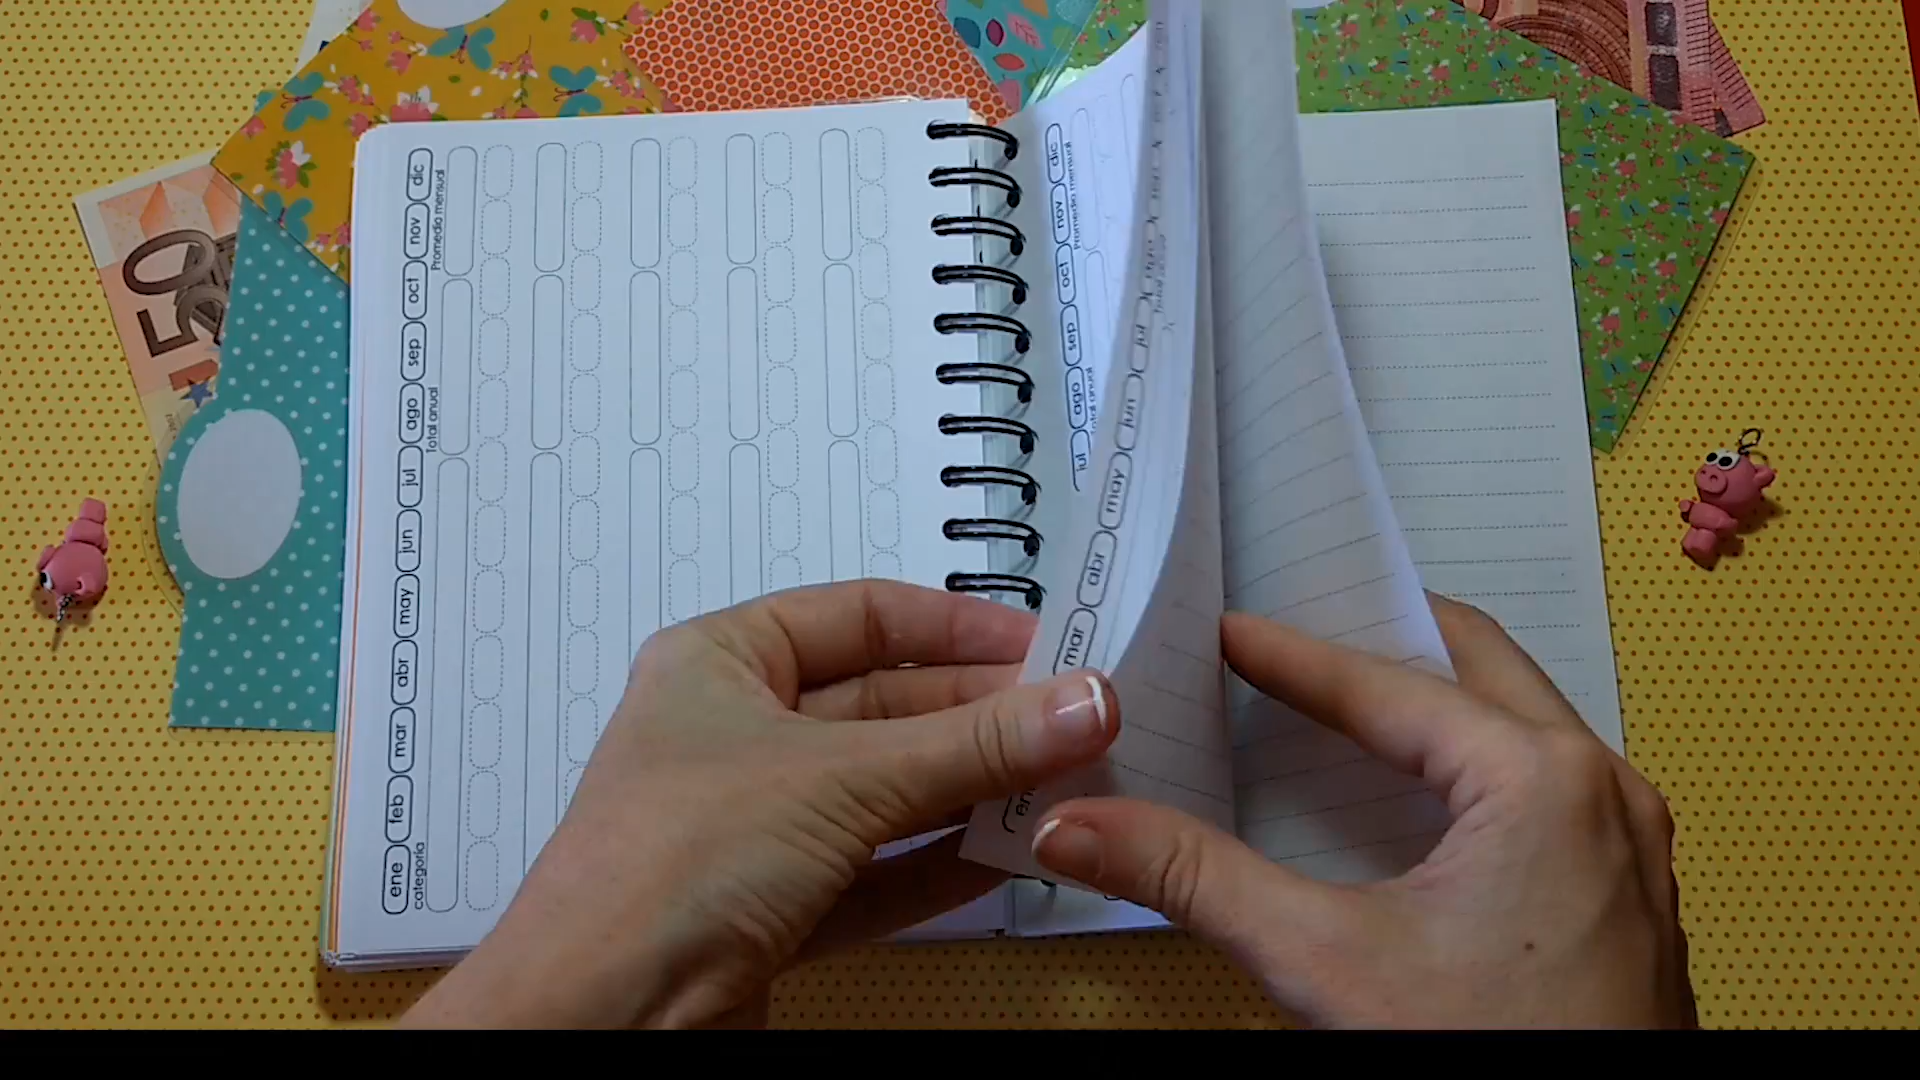 ene feb mar abr may jun jul ago sep oct nov dic
categoría Total anual Promedio mensual
mar abr may jun jul
jul ago sep oct nov dic
Total anual Promedio mensual
50